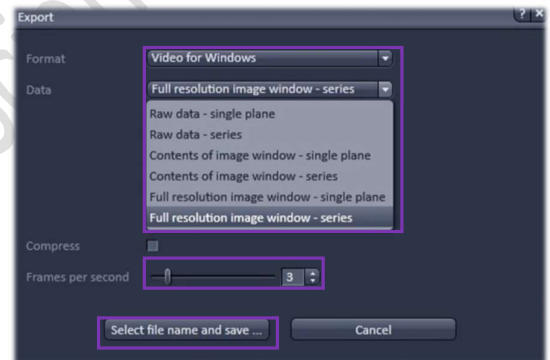 Export ? ×
Format Video for Windows
Data Full resolution image window - series
Raw data - single plane
Raw data - series
Contents of image window - single plane
Contents of image window - series
Full resolution image window - single plane
Full resolution image window - series
Compress
Frames per second 3
Select file name and save ... Cancel